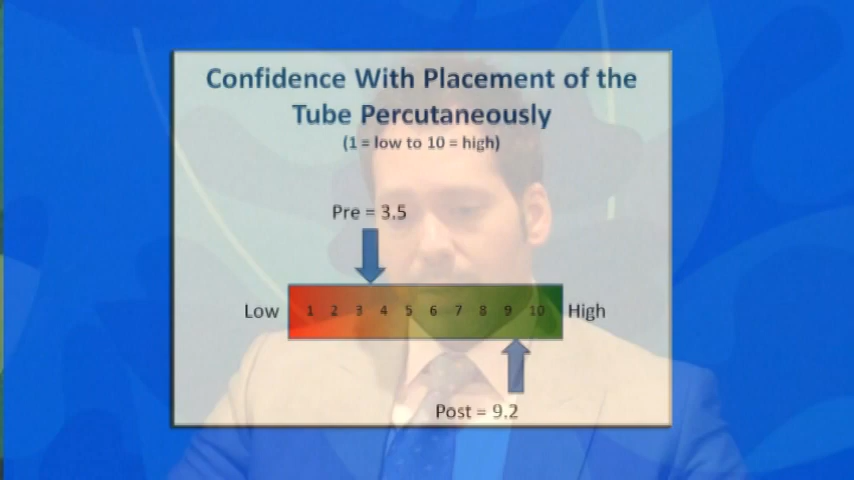 Confidence With Placement of the
Tube Percutaneously
(1 = low to 10 = high)
Pre = 3.5
Low 1 2 3 4 5 6 7 8 9 10 High
Post = 9.2